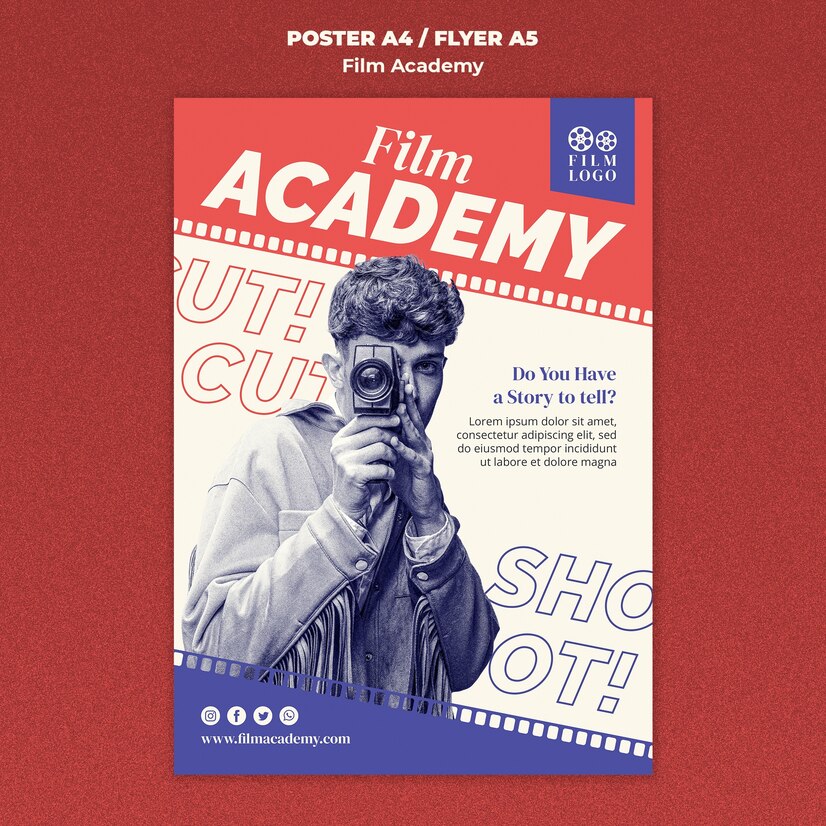 POSTER A4 / FLYER A5
Film Academy
FILM
LOGO
Film
ACADEMY
CUT!
CUT
Do You Have
a Story to tell?
Lorem ipsum dolor sit amet,
consectetur adipiscing elit, sed
do eiusmod tempor incididunt
ut labore et dolore magna
SHO
OT!
www.filmacademy.com